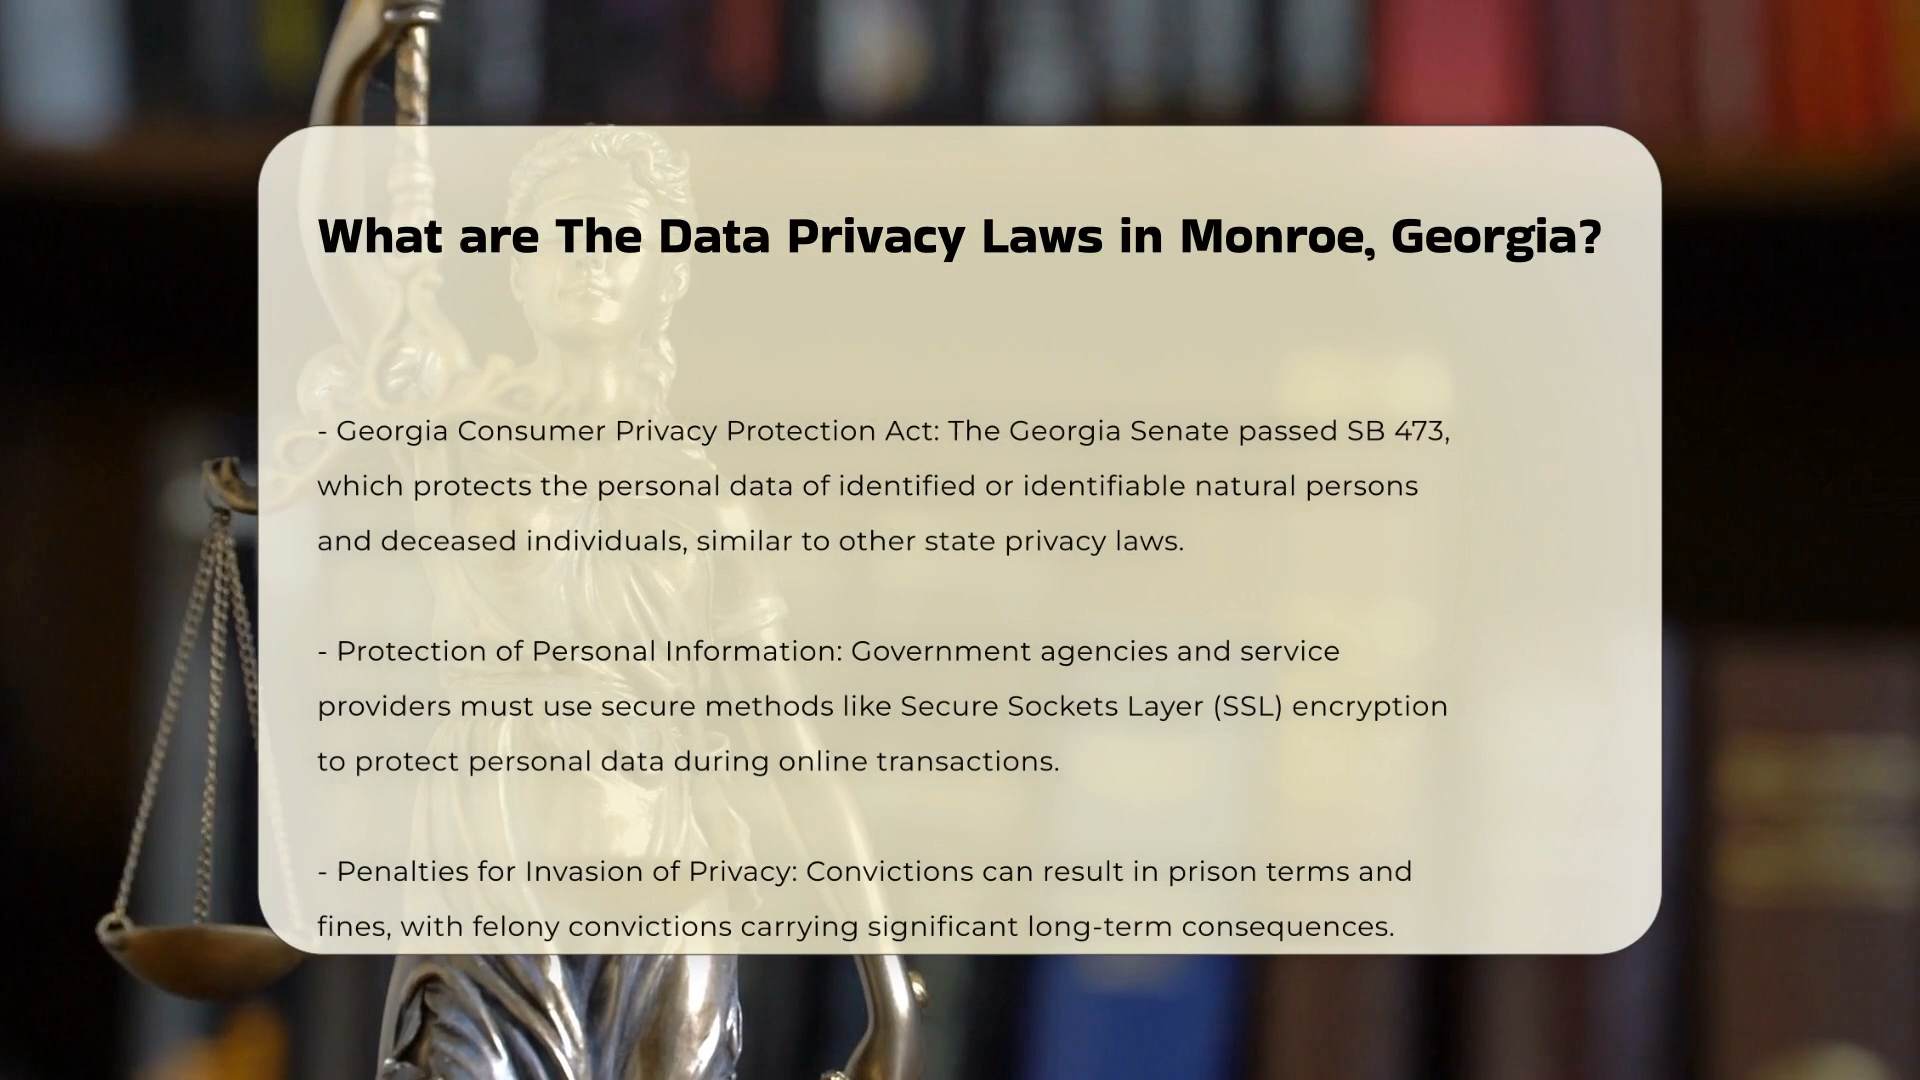 What are The Data Privacy Laws in Monroe, Georgia?
- Georgia Consumer Privacy Protection Act: The Georgia Senate passed SB 473,
which protects the personal data of identified or identifiable natural persons
and deceased individuals, similar to other state privacy laws.
- Protection of Personal Information: Government agencies and service
providers must use secure methods like Secure Sockets Layer (SSL) encryption
to protect personal data during online transactions.
- Penalties for Invasion of Privacy: Convictions can result in prison terms and
fines, with felony convictions carrying significant long-term consequences.